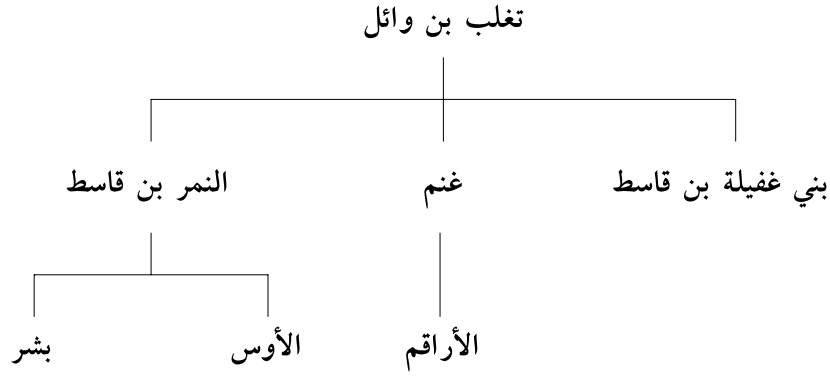 تغلب بن وائل
بني غفيلة بن قاسط
غنم
النمر بن قاسط
الأراقم
الأوس
بشر